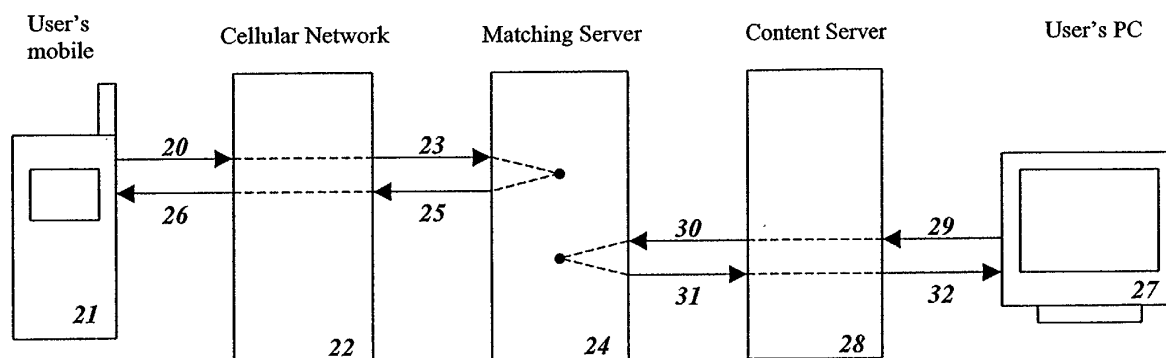 User's
mobile
Cellular Network
Matching Server
Content Server
User's PC
20
23
26
25
30
29
31
32
21
22
24
28
27